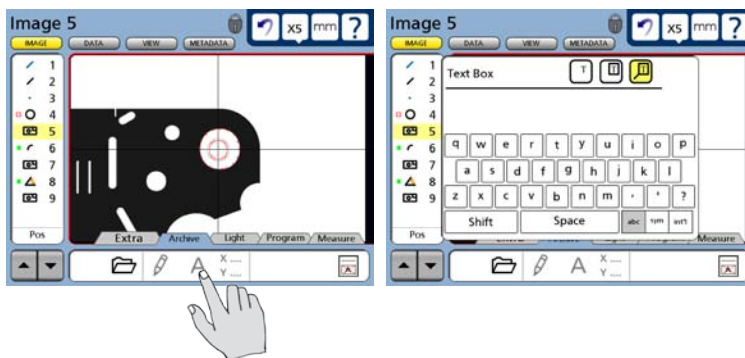 Image 5
X5 mm ?
IMAGE DATA VIEW METADATA
1
2
3
4
5
6
7
8
9
Pos
Extra Archive Light Program Measure
A X ....
Y ....
A
Image 5
X5 mm ?
IMAGE DATA VIEW METADATA
1
2
3
4
5
6
7
8
9
Text Box T T T
q w e r t y u i o p
a s d f g h j k l
z x c v b n m . ' ?
Shift Space abc sym int'l
Pos
Measure
A X ....
Y ....
A